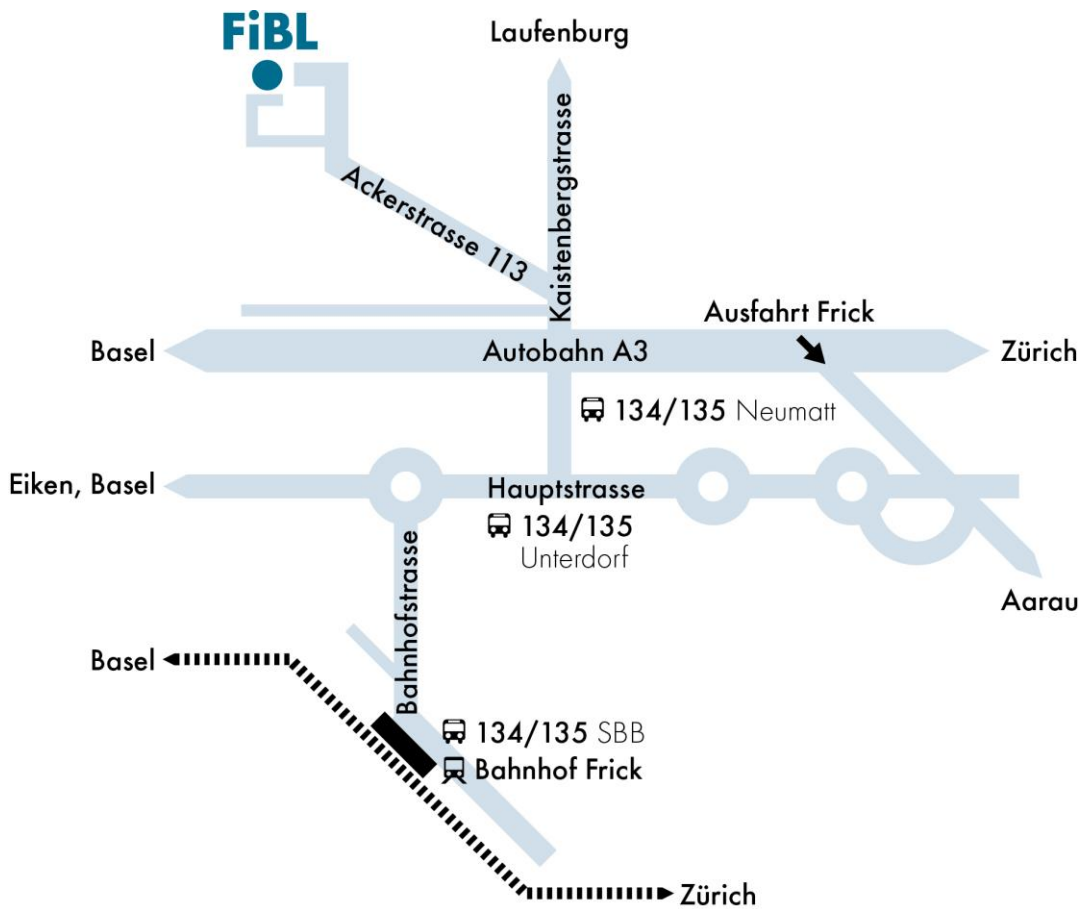 FiBL
Laufenburg
Kaistenbergstrasse
Ackerstrasse 113
Ausfahrt Frick
Basel
Autobahn A3
Zürich
134/135 Neumatt
Eiken, Basel
Hauptstrasse
134/135
Unterdorf
Bahnhofstrasse
Aarau
Basel
134/135 SBB
Bahnhof Frick
Zürich